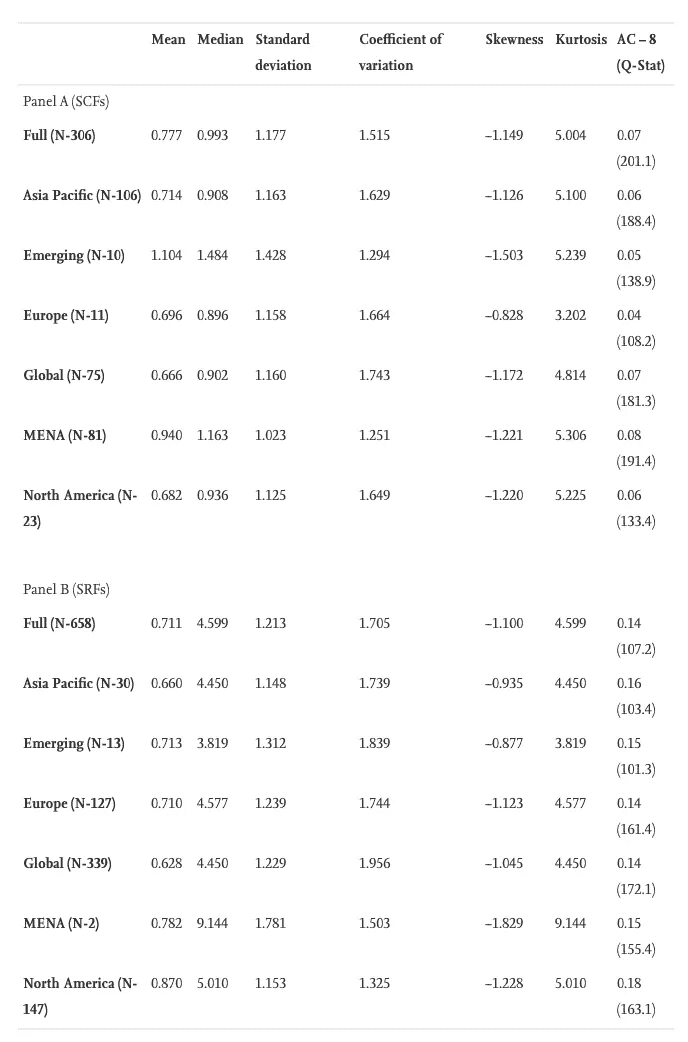 Mean Median Standard deviation Coefficient of variation Skewness Kurtosis AC – 8 (Q-Stat)
Panel A (SCFs)
Full (N-306) 0.777 0.993 1.177 1.515 –1.149 5.004 0.07 (201.1)
Asia Pacific (N-106) 0.714 0.908 1.163 1.629 –1.126 5.100 0.06 (188.4)
Emerging (N-10) 1.104 1.484 1.428 1.294 –1.503 5.239 0.05 (138.9)
Europe (N-11) 0.696 0.896 1.158 1.664 –0.828 3.202 0.04 (108.2)
Global (N-75) 0.666 0.902 1.160 1.743 –1.172 4.814 0.07 (181.3)
MENA (N-81) 0.940 1.163 1.023 1.251 –1.221 5.306 0.08 (191.4)
North America (N-23) 0.682 0.936 1.125 1.649 –1.220 5.225 0.06 (133.4)
Panel B (SRFs)
Full (N-658) 0.711 4.599 1.213 1.705 –1.100 4.599 0.14 (107.2)
Asia Pacific (N-30) 0.660 4.450 1.148 1.739 –0.935 4.450 0.16 (103.4)
Emerging (N-13) 0.713 3.819 1.312 1.839 –0.877 3.819 0.15 (101.3)
Europe (N-127) 0.710 4.577 1.239 1.744 –1.123 4.577 0.14 (161.4)
Global (N-339) 0.628 4.450 1.229 1.956 –1.045 4.450 0.14 (172.1)
MENA (N-2) 0.782 9.144 1.781 1.503 –1.829 9.144 0.15 (155.4)
North America (N-147) 0.870 5.010 1.153 1.325 –1.228 5.010 0.18 (163.1)